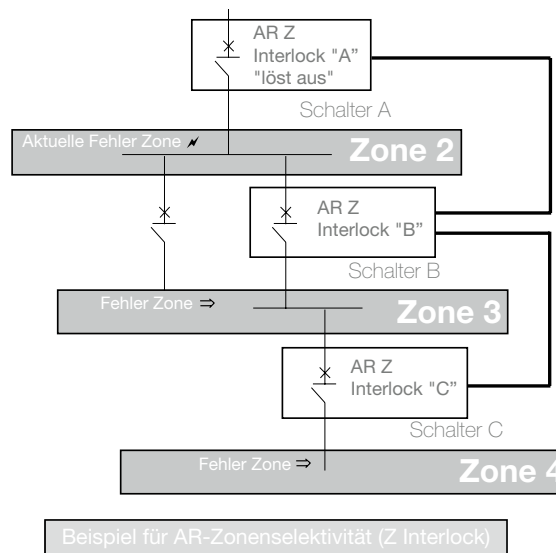 AR Z
Interlock "A”
"löst aus"
Schalter A
Aktuelle Fehler Zone
Zone 2
AR Z
Interlock "B”
Schalter B
Fehler Zone ⇒
Zone 3
AR Z
Interlock "C”
Schalter C
Fehler Zone ⇒
Zone 4
Beispiel für AR-Zonenselektivität (Z Interlock)